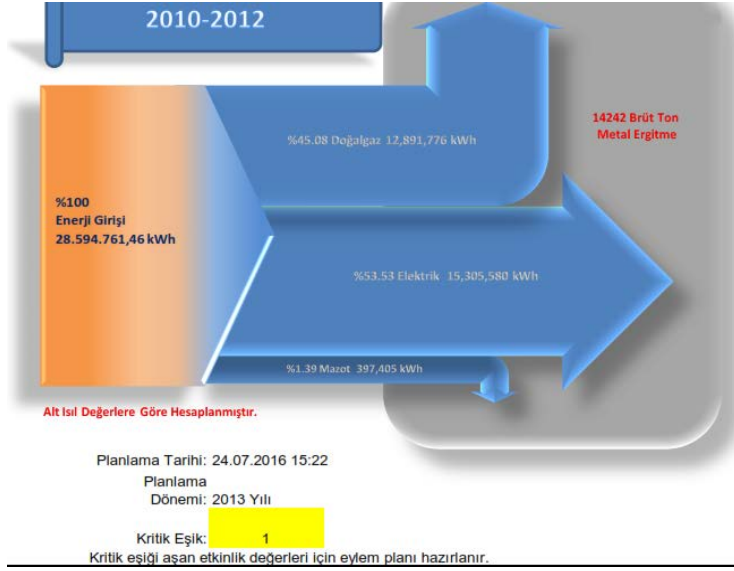 2010-2012
%45.08 Doğalgaz 12,891,776 kWh
14242 Brüt Ton
Metal Ergitme
%100
Enerji Girişi
28.594.761,46 kWh
%53.53 Elektrik 15,305,580 kWh
%1.39 Mazot 397,405 kWh
Alt Isıl Değerlere Göre Hesaplanmıştır.
Planlama Tarihi: 24.07.2016 15:22
Planlama
Dönemi: 2013 Yılı
Kritik Eşik: 1
Kritik eşiği aşan etkinlik değerleri için eylem planı hazırlanır.